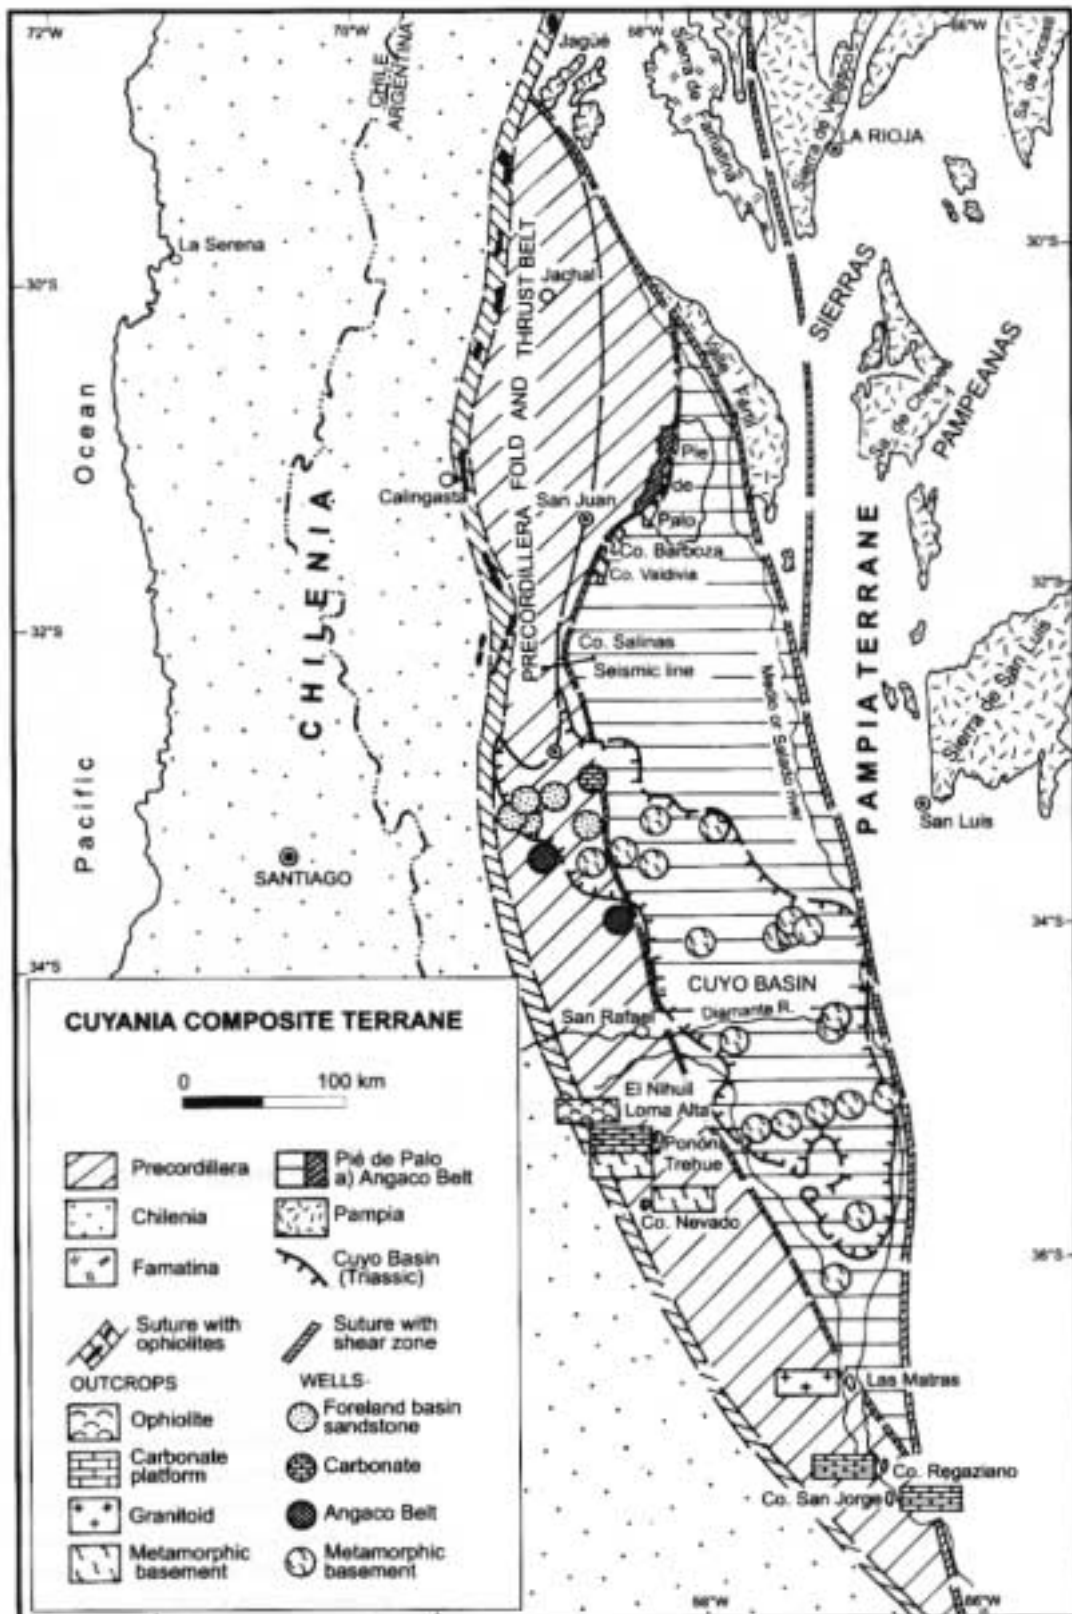 72°W
70°W
68°W
66°W
CHILE
ARGENTINA
Jagüé
Sierra de Famatina
Sierra de Velasco
Sa. de Ancasti
LA RIOJA
La Serena
30°S
30°S
Jachal
SIERRAS
PAMPEANAS
Valle Fértil
Sa. de Chepes
PRECORDILLERA FOLD AND THRUST BELT
Ocean
Pacific
CHILENIA
Calingasta
San Juan
Pie
de
Palo
Co. Barboza
Co. Valdivia
32°S
32°S
PAMPIA TERRANE
Co. Salinas
Seismic line
Sierra de San Luis
San Luis
SANTIAGO
34°S
34°S
CUYO BASIN
Diamante R.
San Rafael
CUYANIA COMPOSITE TERRANE
0 100 km
El Nihuil
Loma Alta
Ponón
Trehue
Co. Nevado
36°S
Precordillera
Pié de Palo
a) Angaco Belt
Chilenia
Pampia
Famatina
Cuyo Basin
(Triassic)
Suture with
ophiolites
Suture with
shear zone
OUTCROPS
WELLS-
Ophiolite
Foreland basin
sandstone
Carbonate
platform
Carbonate
Granitoid
Angaco Belt
Metamorphic
basement
Metamorphic
basement
Las Matras
Co. Regaziano
Co. San Jorge
68°W
66°W